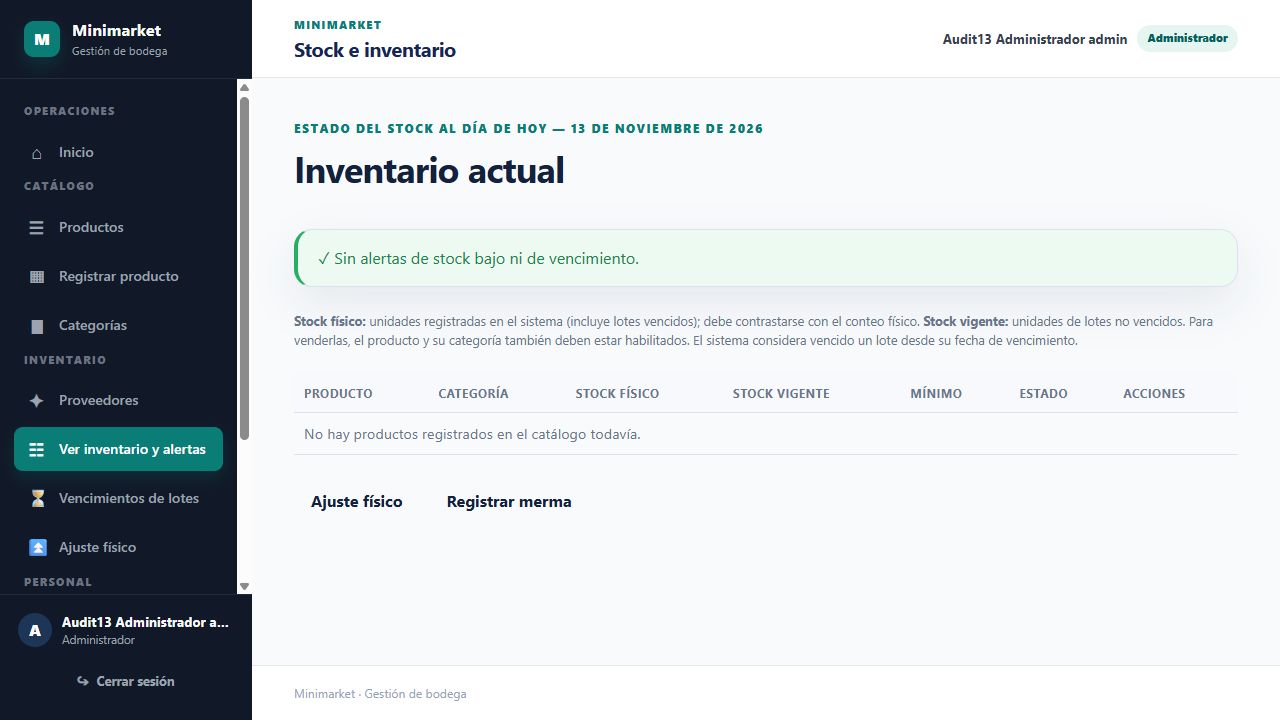 M
Minimarket
Gestión de bodega
OPERACIONES
Inicio
CATÁLOGO
Productos
Registrar producto
Categorías
INVENTARIO
Proveedores
Ver inventario y alertas
Vencimientos de lotes
Ajuste físico
PERSONAL
A
Audit13 Administrador a...
Administrador
Cerrar sesión
MINIMARKET
Stock e inventario
Audit13 Administrador admin
Administrador
ESTADO DEL STOCK AL DÍA DE HOY — 13 DE NOVIEMBRE DE 2026
Inventario actual
✓ Sin alertas de stock bajo ni de vencimiento.
Stock físico: unidades registradas en el sistema (incluye lotes vencidos); debe contrastarse con el conteo físico. Stock vigente: unidades de lotes no vencidos. Para
venderlas, el producto y su categoría también deben estar habilitados. El sistema considera vencido un lote desde su fecha de vencimiento.
PRODUCTO CATEGORÍA STOCK FÍSICO STOCK VIGENTE MÍNIMO ESTADO ACCIONES
No hay productos registrados en el catálogo todavía.
Ajuste físico Registrar merma
Minimarket · Gestión de bodega